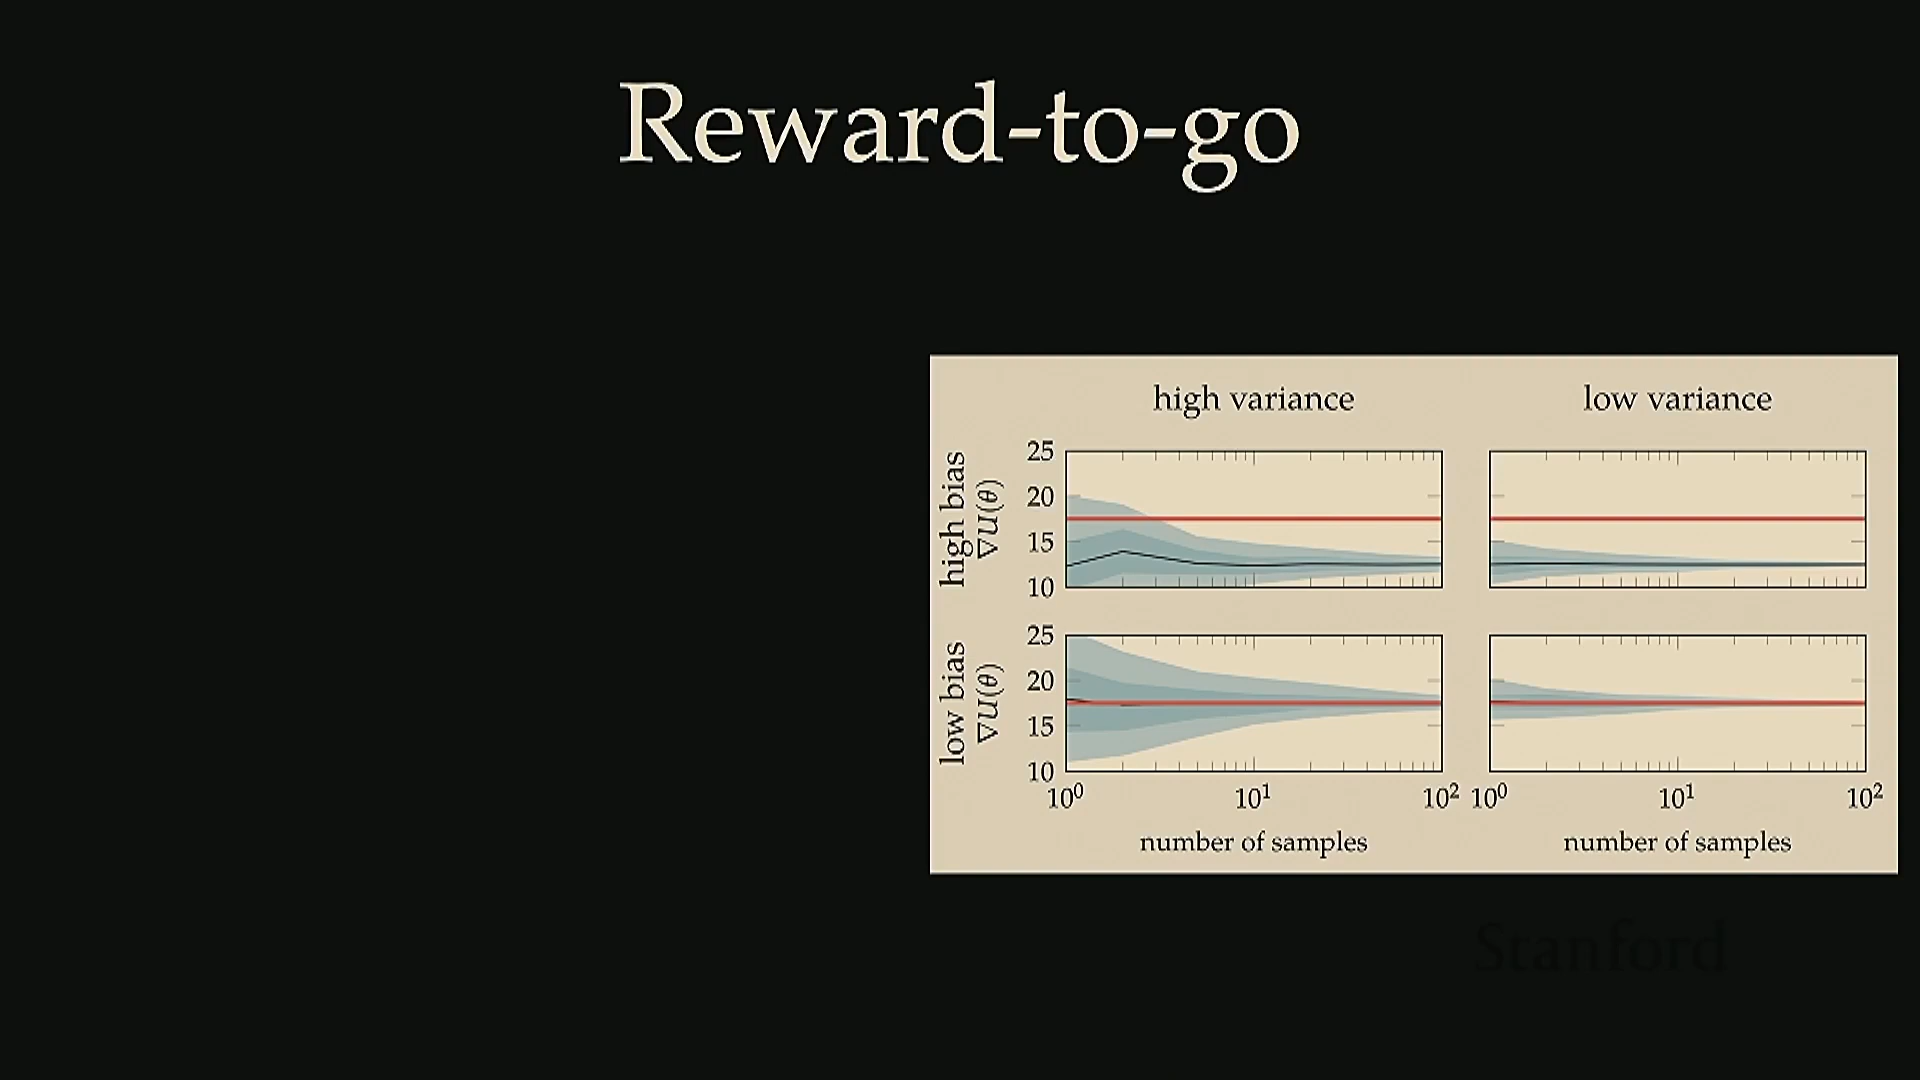 Reward-to-go
high variance
low variance
high bias
∇U(θ)
25
20
15
10
low bias
∇U(θ)
25
20
15
10
10⁰
10¹
10²
10⁰
10¹
10²
number of samples
number of samples
Stanford